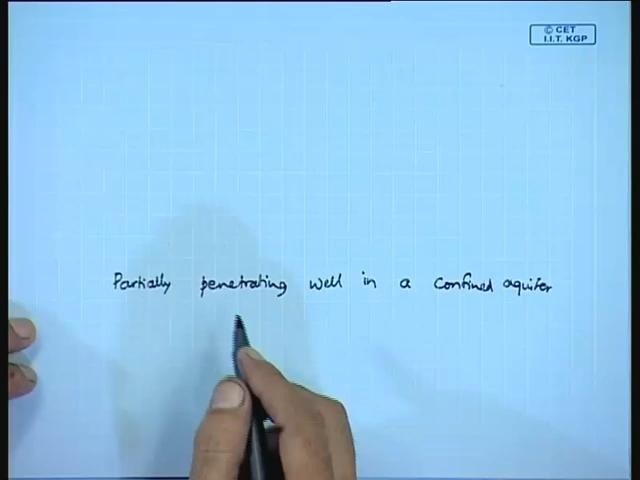 © CET
I.I.T. KGP
Partially penetrating well in a confined aquifer